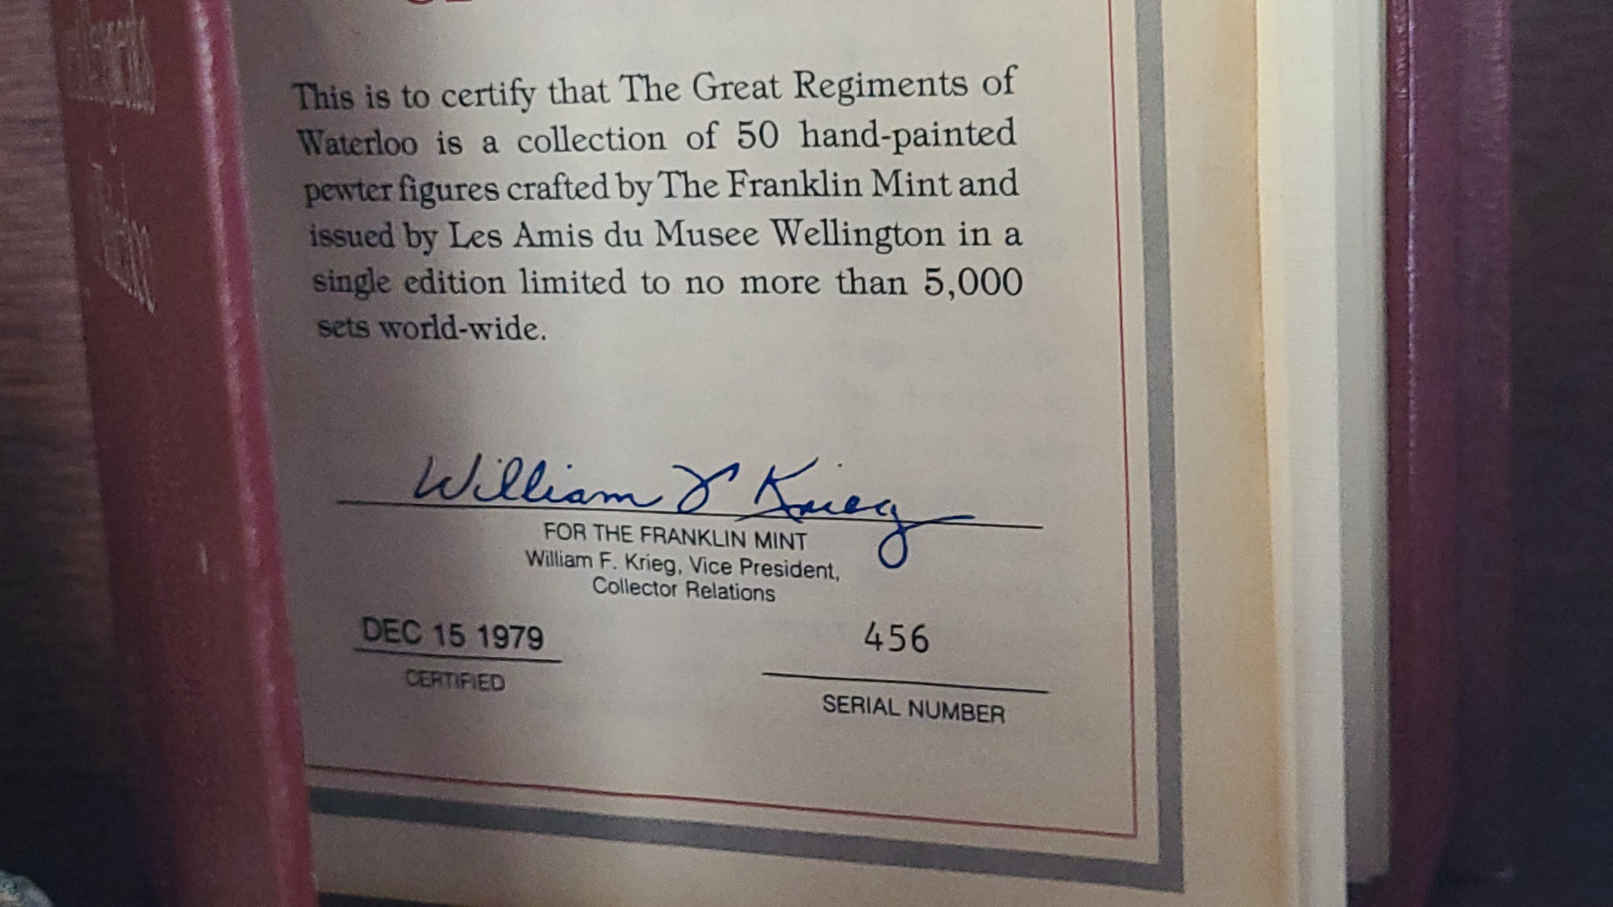 This is to certify that The Great Regiments of
Waterloo is a collection of 50 hand-painted
pewter figures crafted by The Franklin Mint and
issued by Les Amis du Musee Wellington in a
single edition limited to no more than 5,000
sets world-wide.
William F Krieg
FOR THE FRANKLIN MINT
William F. Krieg, Vice President,
Collector Relations
DEC 15 1979
CERTIFIED
456
SERIAL NUMBER